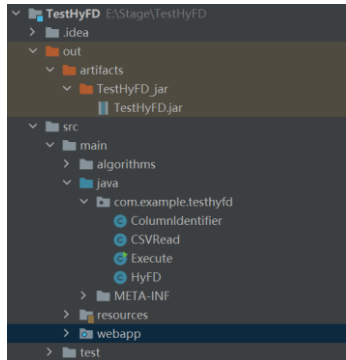 TestHyFD E:\Stage\TestHyFD
.idea
out
artifacts
TestHyFD_jar
TestHyFD.jar
src
main
algorithms
java
com.example.testhyfd
ColumnIdentifier
CSVRead
Execute
HyFD
META-INF
resources
webapp
test